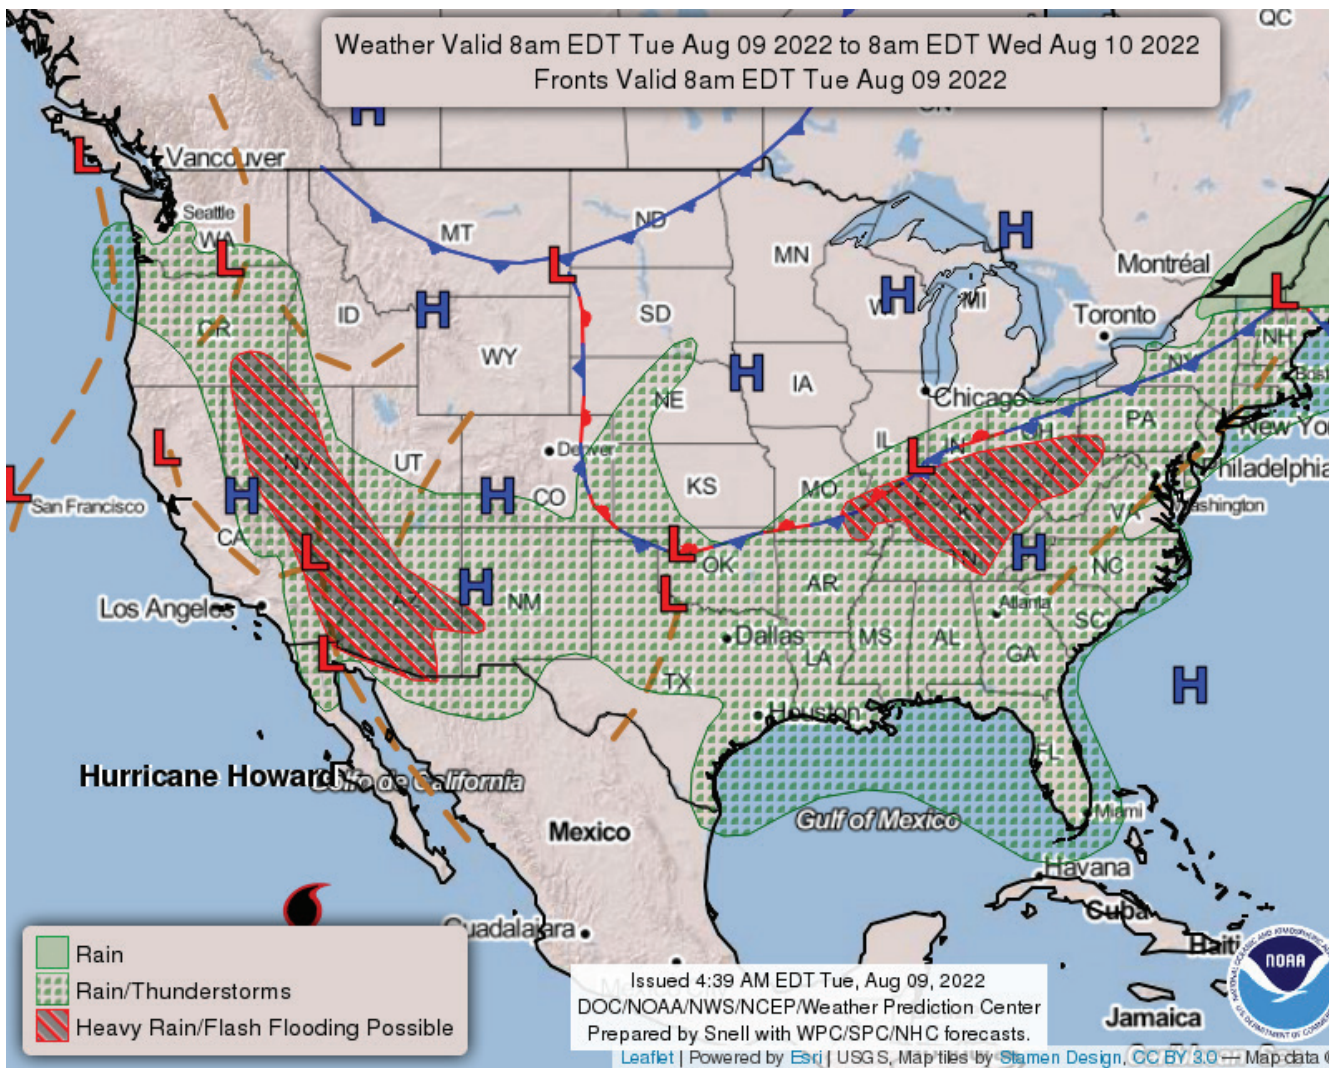 Weather Valid 8am EDT Tue Aug 09 2022 to 8am EDT Wed Aug 10 2022
Fronts Valid 8am EDT Tue Aug 09 2022
QC
H
L
Vancouver
Seattle
WA
L
MT
ND
MN
H
Montréal
L
H
ID
L
SD
WY
WI
H
MI
Toronto
NH
OR
NY
H
IA
NE
Chicago
PA
New Yor
L
NV
UT
Denver
IL
L
IN
OH
Philadelphia
L
San Francisco
H
H
CO
KS
MO
KY
VA
Washington
CA
L
L
OK
TN
H
NC
Los Angeles
AZ
H
NM
L
AR
Atlanta
SC
L
Dallas
LA
MS
AL
GA
TX
H
Houston
FL
Hurricane Howard
Golfo de California
Mexico
Gulf of Mexico
Miami
Havana
Cuba
Guadalajara
Haiti
Jamaica
Rain
Rain/Thunderstorms
Heavy Rain/Flash Flooding Possible
Issued 4:39 AM EDT Tue, Aug 09, 2022
DOC/NOAA/NWS/NCEP/Weather Prediction Center
Prepared by Snell with WPC/SPC/NHC forecasts.
NOAA
Leaflet | Powered by Esri | USGS, Map tiles by Stamen Design, CC BY 3.0 — Map data ©